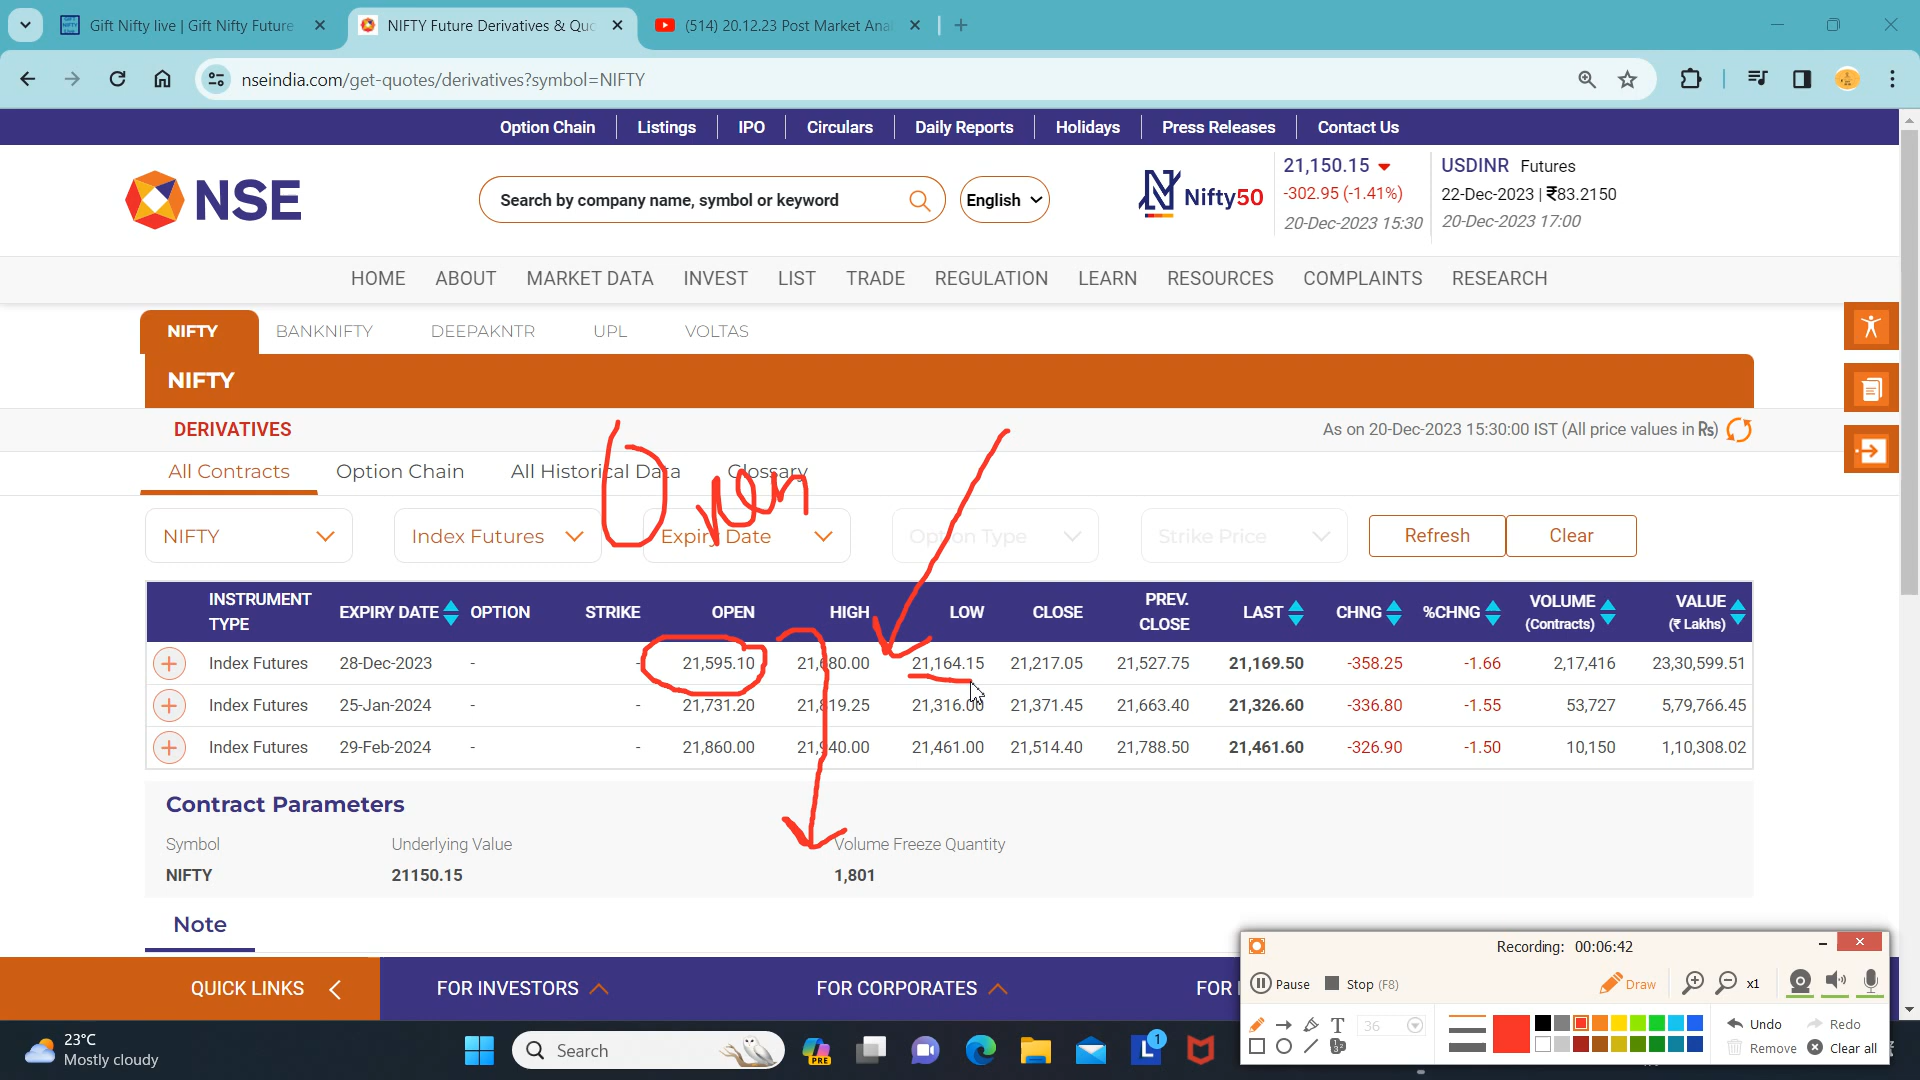 Gift Nifty live | Gift Nifty Future
NIFTY Future Derivatives & Quo
(514) 20.12.23 Post Market Ana
nseindia.com/get-quotes/derivatives?symbol=NIFTY
Option Chain Listings IPO Circulars Daily Reports Holidays Press Releases Contact Us
NSE
Search by company name, symbol or keyword
English
Nifty50
21,150.15
-302.95 (-1.41%)
20-Dec-2023 15:30
USDINR Futures
22-Dec-2023 | ₹83.2150
20-Dec-2023 17:00
HOME ABOUT MARKET DATA INVEST LIST TRADE REGULATION LEARN RESOURCES COMPLAINTS RESEARCH
NIFTY BANKNIFTY DEEPAKNTR UPL VOLTAS
NIFTY
DERIVATIVES
As on 20-Dec-2023 15:30:00 IST (All price values in Rs)
All Contracts Option Chain All Historical Data Glossary
Open
NIFTY Index Futures Expiry Date Option Type Strike Price Refresh Clear
INSTRUMENT TYPE EXPIRY DATE OPTION STRIKE OPEN HIGH LOW CLOSE PREV. CLOSE LAST CHNG %CHNG VOLUME (Contracts) VALUE (₹ Lakhs)
Index Futures 28-Dec-2023 - - 21,595.10 21,680.00 21,164.15 21,217.05 21,527.75 21,169.50 -358.25 -1.66 2,17,416 23,30,599.51
Index Futures 25-Jan-2024 - - 21,731.20 21,819.25 21,316.00 21,371.45 21,663.40 21,326.60 -336.80 -1.55 53,727 5,79,766.45
Index Futures 29-Feb-2024 - - 21,860.00 21,940.00 21,461.00 21,514.40 21,788.50 21,461.60 -326.90 -1.50 10,150 1,10,308.02
Contract Parameters
Symbol Underlying Value Volume Freeze Quantity
NIFTY 21150.15 1,801
Note
QUICK LINKS FOR INVESTORS FOR CORPORATES FOR
Recording: 00:06:42
Pause Stop (F8) Draw x1
T 36 Undo Redo
Remove Clear all
23°C
Mostly cloudy
Search
PRE
L 1